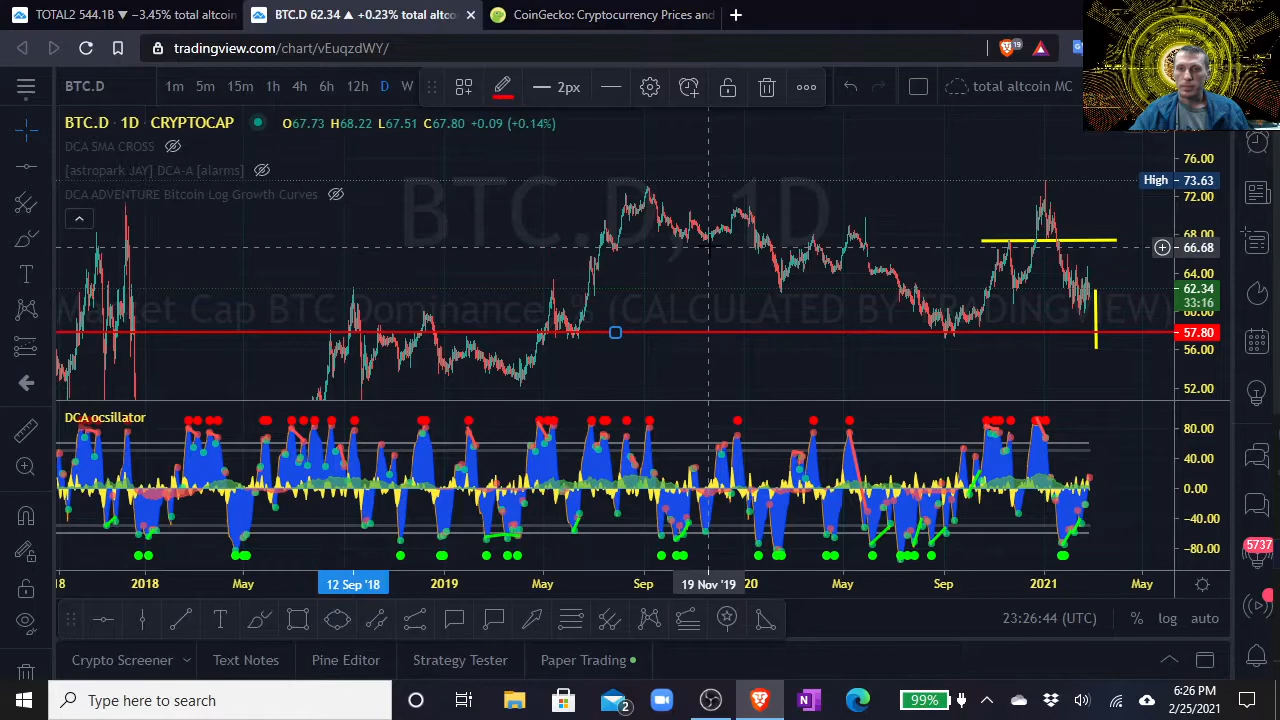 TOTAL2 544.1B ▼ −3.45% total altcoin
BTC.D 62.34 ▲ +0.23% total altco
CoinGecko: Cryptocurrency Prices and
tradingview.com/chart/vEuqzdWY/
19
BTC.D
1m 5m 15m 1h 4h 6h 12h D W
2px
total altcoin MC
BTC.D · 1D · CRYPTOCAP
O67.73 H68.22 L67.51 C67.80 +0.09 (+0.14%)
DCA SMA CROSS
[astropark JAY] DCA-A [alarms]
DCA ADVENTURE Bitcoin Log Growth Curves
BTC.D, 1D
Market Cap BTC Dominance, % (CALCULATED BY TRADINGVIEW)
76.00
High 73.63
72.00
68.00
66.68
64.00
62.34
33:16
60.00
57.80
56.00
52.00
DCA ocsillator
80.00
40.00
0.00
−40.00
−80.00
5737
18 2018 May 12 Sep '18 2019 May Sep 19 Nov '19 20 May Sep 2021 May
23:26:44 (UTC)
% log auto
Crypto Screener Text Notes Pine Editor Strategy Tester Paper Trading
Type here to search
2
99%
6:26 PM
2/25/2021